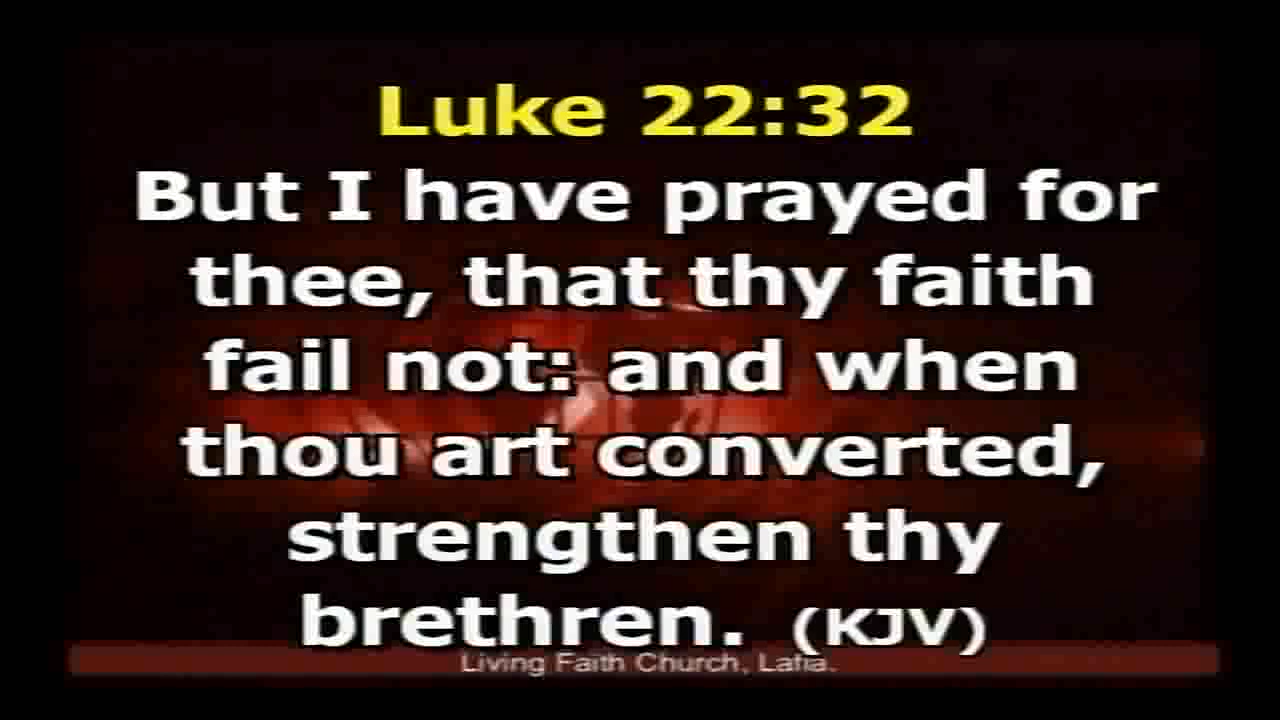 Luke 22:32
But I have prayed for
thee, that thy faith
fail not: and when
thou art converted,
strengthen thy
brethren. (KJV)
Living Faith Church, Lafia.